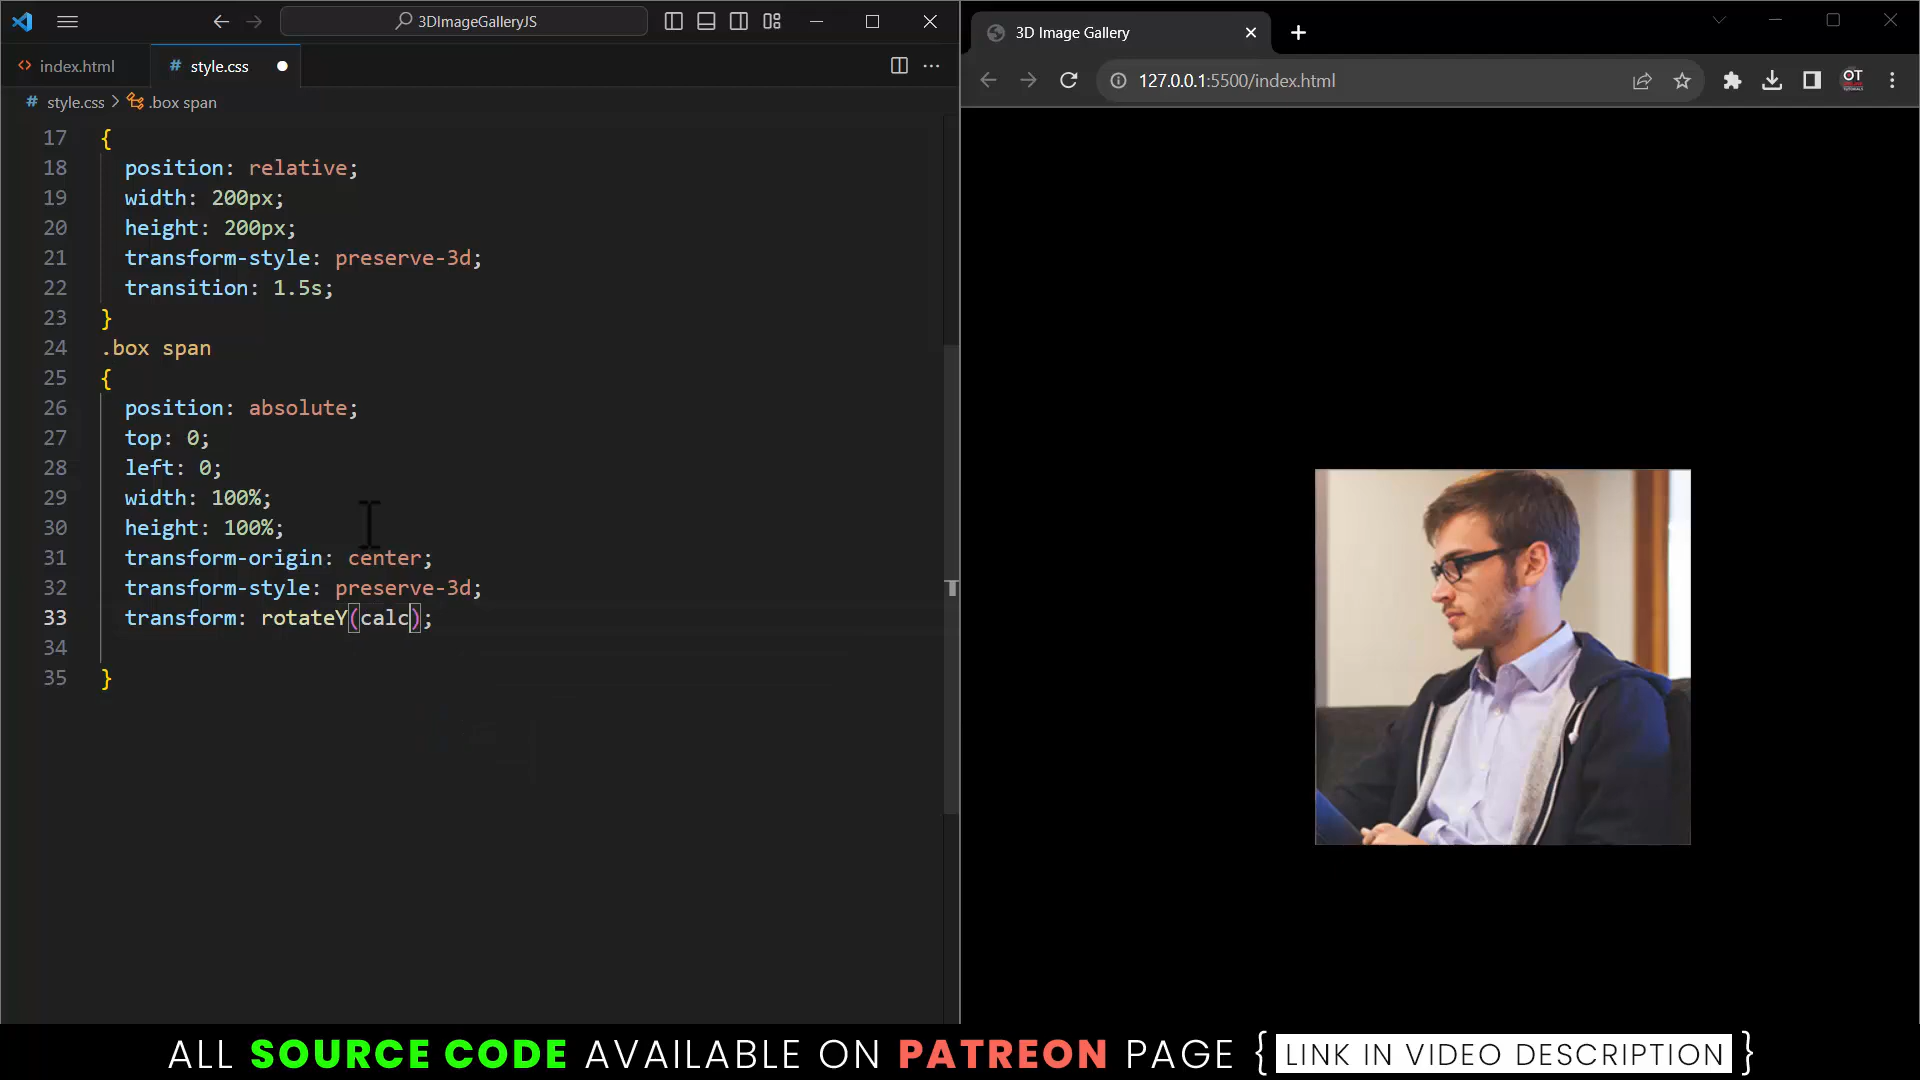 3DImageGalleryJS
index.html
style.css
style.css > .box span
17 {
18 position: relative;
19 width: 200px;
20 height: 200px;
21 transform-style: preserve-3d;
22 transition: 1.5s;
23 }
24 .box span
25 {
26 position: absolute;
27 top: 0;
28 left: 0;
29 width: 100%;
30 height: 100%;
31 transform-origin: center;
32 transform-style: preserve-3d;
33 transform: rotateY(calc);
34
35 }
3D Image Gallery
127.0.0.1:5500/index.html
OT
ALL SOURCE CODE AVAILABLE ON PATREON PAGE { LINK IN VIDEO DESCRIPTION }